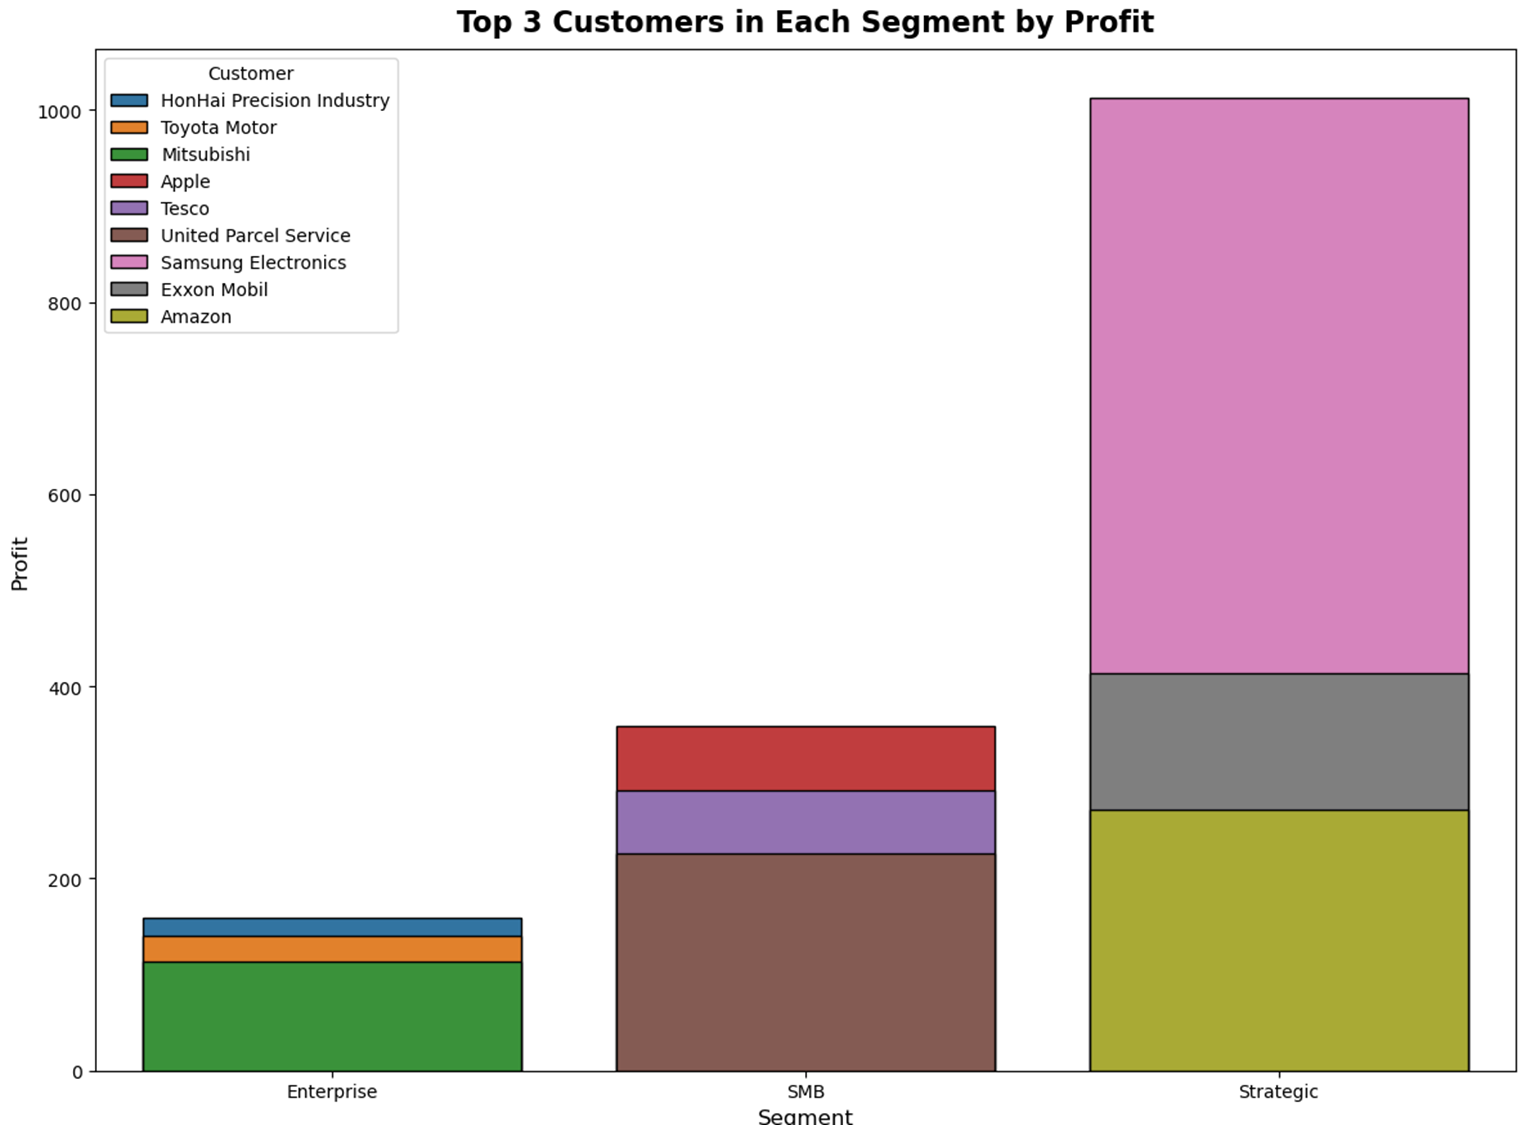 Top 3 Customers in Each Segment by Profit
Customer
HonHai Precision Industry
Toyota Motor
Mitsubishi
Apple
Tesco
United Parcel Service
Samsung Electronics
Exxon Mobil
Amazon
Profit
1000
800
600
400
200
0
Enterprise
SMB
Strategic
Segment